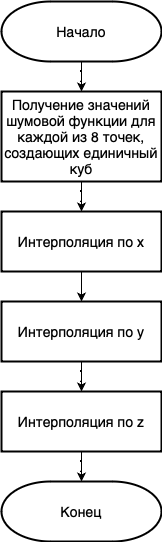 Начало
Получение значений
шумовой функции для
каждой из 8 точек,
создающих единичный
куб
Интерполяция по x
Интерполяция по y
Интерполяция по z
Конец